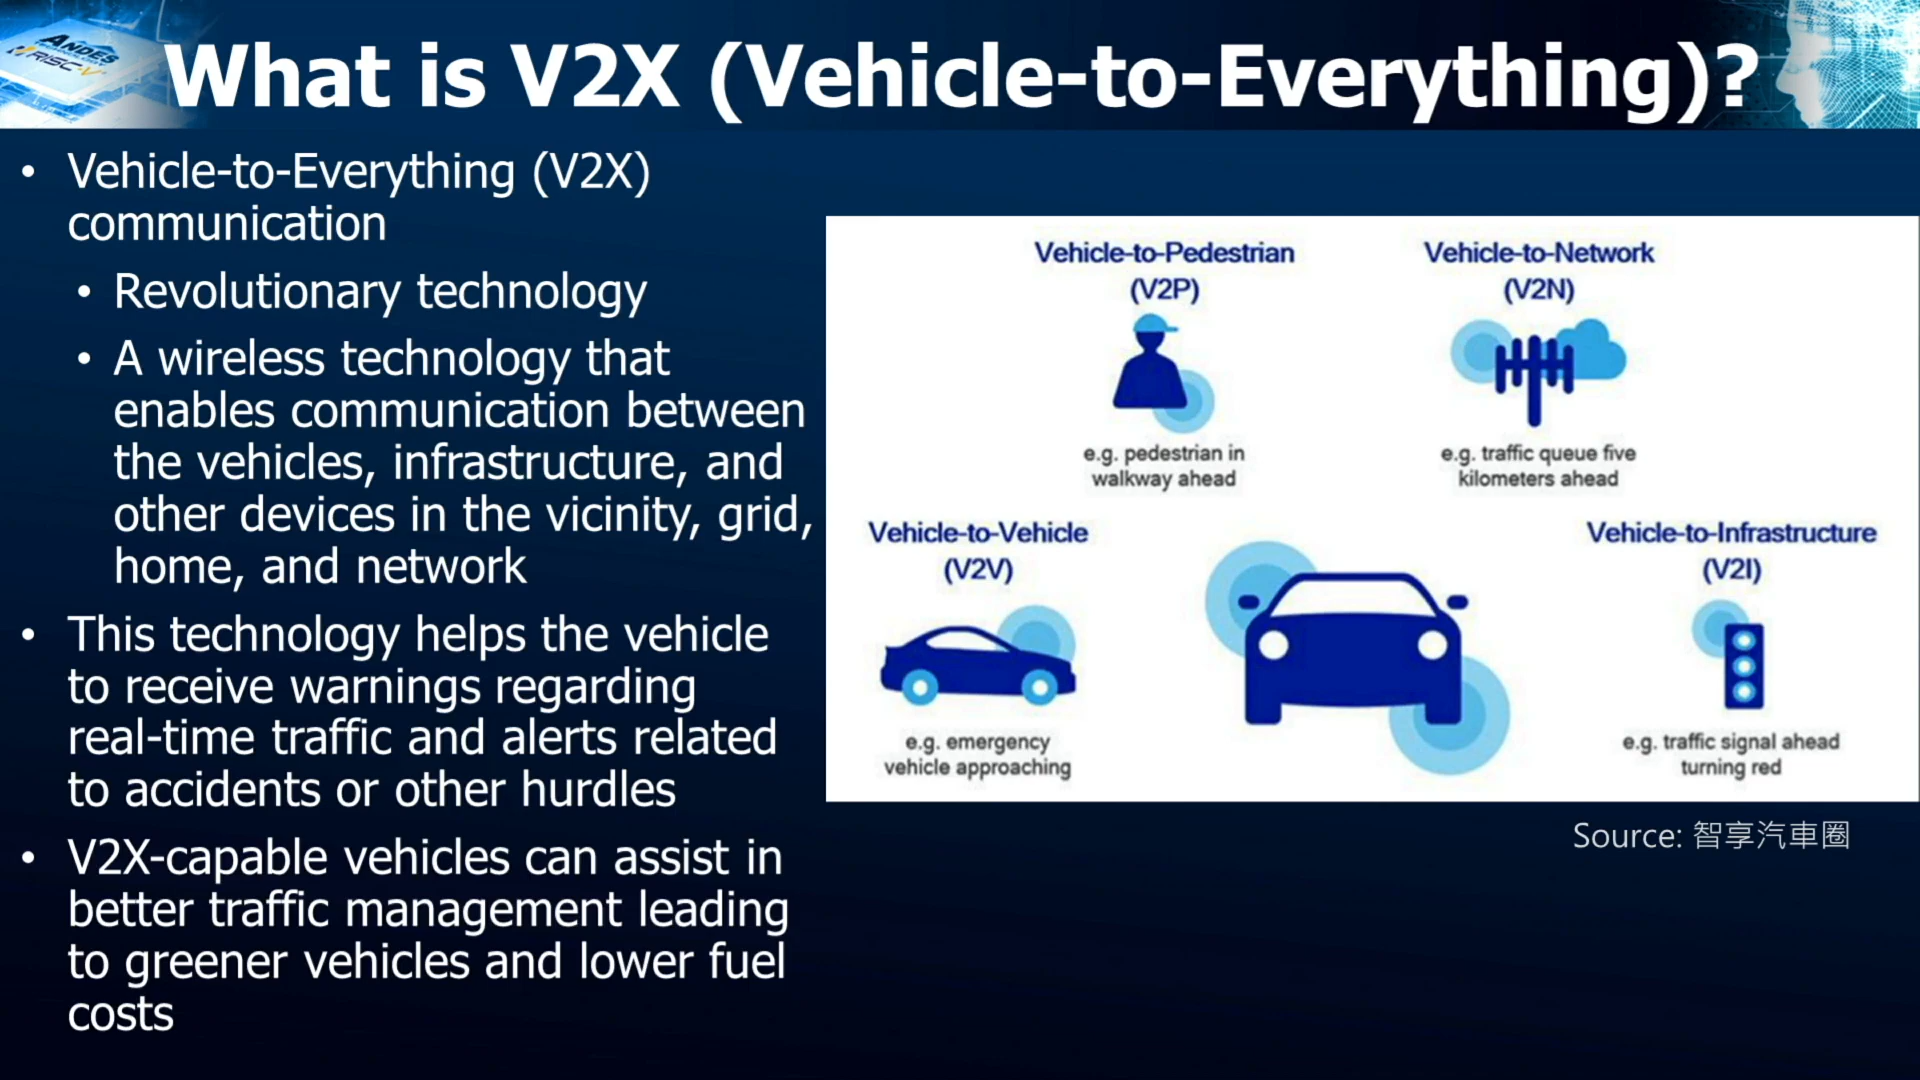 ANDES
RISC-V
What is V2X (Vehicle-to-Everything)?
• Vehicle-to-Everything (V2X)
communication
• Revolutionary technology
• A wireless technology that
enables communication between
the vehicles, infrastructure, and
other devices in the vicinity, grid,
home, and network
• This technology helps the vehicle
to receive warnings regarding
real-time traffic and alerts related
to accidents or other hurdles
• V2X-capable vehicles can assist in
better traffic management leading
to greener vehicles and lower fuel
costs
Vehicle-to-Pedestrian
(V2P)
e.g. pedestrian in
walkway ahead
Vehicle-to-Network
(V2N)
e.g. traffic queue five
kilometers ahead
Vehicle-to-Vehicle
(V2V)
e.g. emergency
vehicle approaching
Vehicle-to-Infrastructure
(V2I)
e.g. traffic signal ahead
turning red
Source: 智享汽車圈